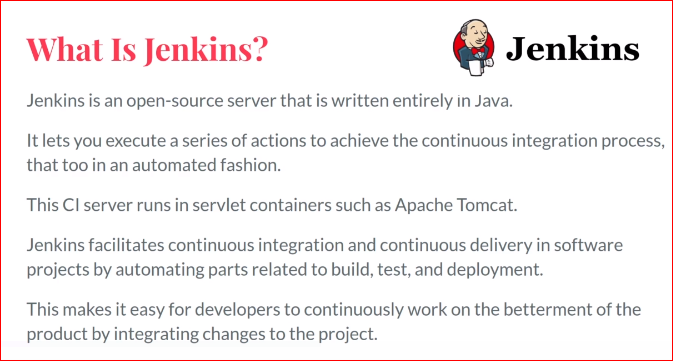 What Is Jenkins?
Jenkins
Jenkins is an open-source server that is written entirely in Java.
It lets you execute a series of actions to achieve the continuous integration process,
that too in an automated fashion.
This CI server runs in servlet containers such as Apache Tomcat.
Jenkins facilitates continuous integration and continuous delivery in software
projects by automating parts related to build, test, and deployment.
This makes it easy for developers to continuously work on the betterment of the
product by integrating changes to the project.